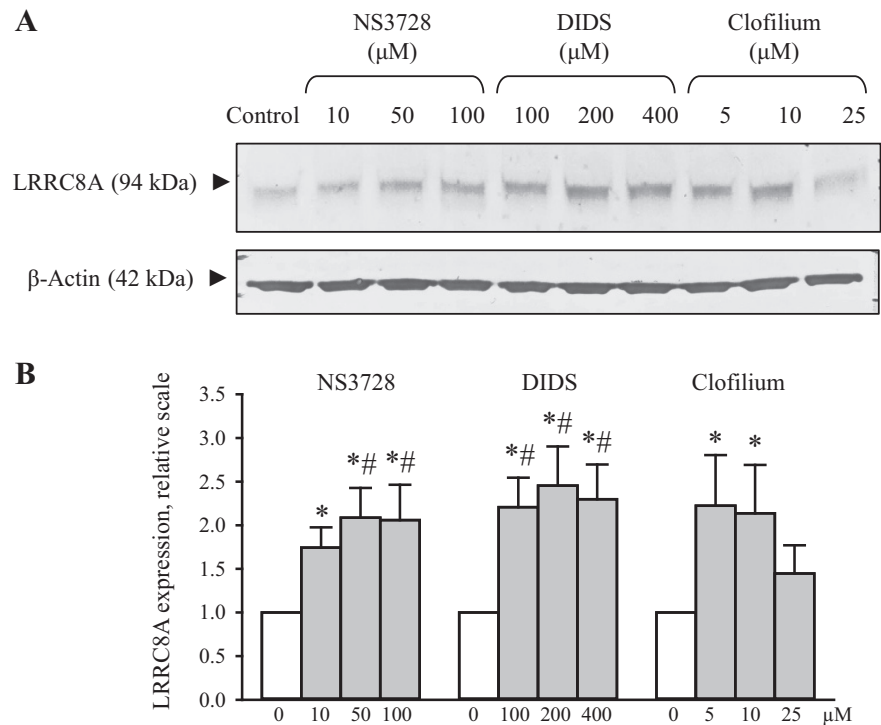 A
NS3728 DIDS Clofilium
(μM) (μM) (μM)
Control 10 50 100 100 200 400 5 10 25
LRRC8A (94 kDa) ►
β-Actin (42 kDa) ►
B
NS3728 DIDS Clofilium
LRRC8A expression, relative scale
3.5
3.0
2.5
2.0
1.5
1.0
0.5
0.0
* *# *# *# *# *# * *
0 10 50 100 0 100 200 400 0 5 10 25 μM